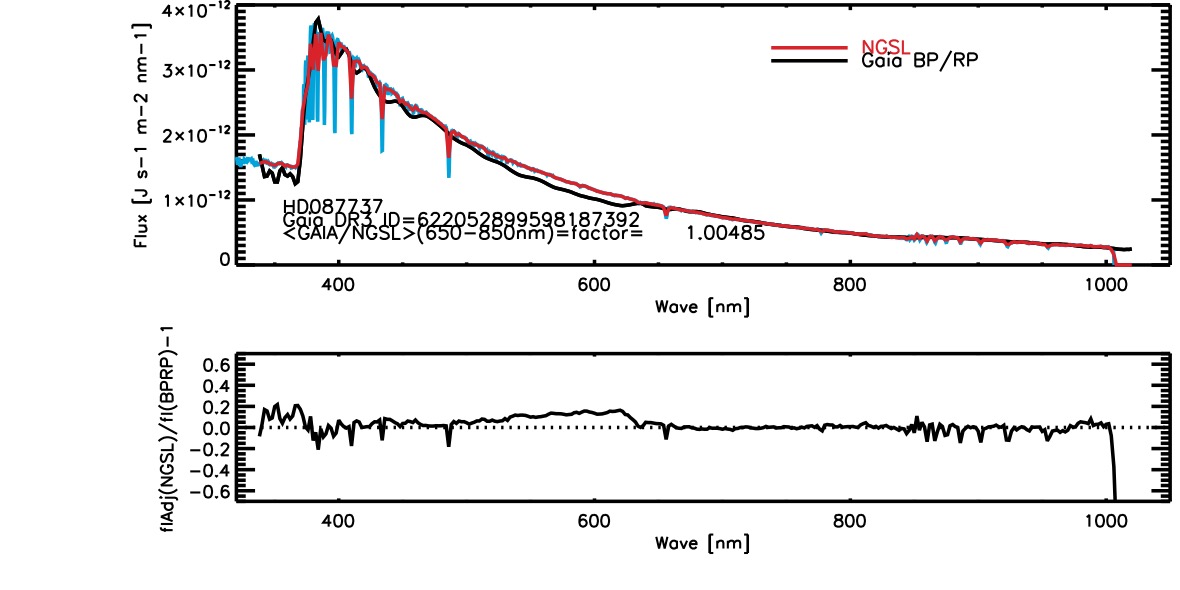 4×10−12
3×10−12
2×10−12
1×10−12
0
Flux [J s−1 m−2 nm−1]
NGSL
Gaia BP/RP
HD087737
Gaia DR3 ID=622052899598187392
<GAIA/NGSL>(650−850nm)=factor= 1.00485
400 600 800 1000
Wave [nm]
0.6
0.4
0.2
0.0
−0.2
−0.4
−0.6
flAdj(NGSL)/fl(BPRP)−1
400 600 800 1000
Wave [nm]